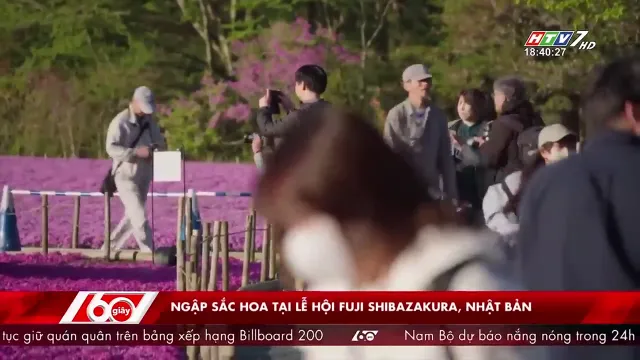 HTV7 HD
18:40:27
60 giây
NGẬP SẮC HOA TẠI LỄ HỘI FUJI SHIBAZAKURA, NHẬT BẢN
tục giữ quán quân trên bảng xếp hạng Billboard 200 60 Nam Bộ dự báo nắng nóng trong 24h